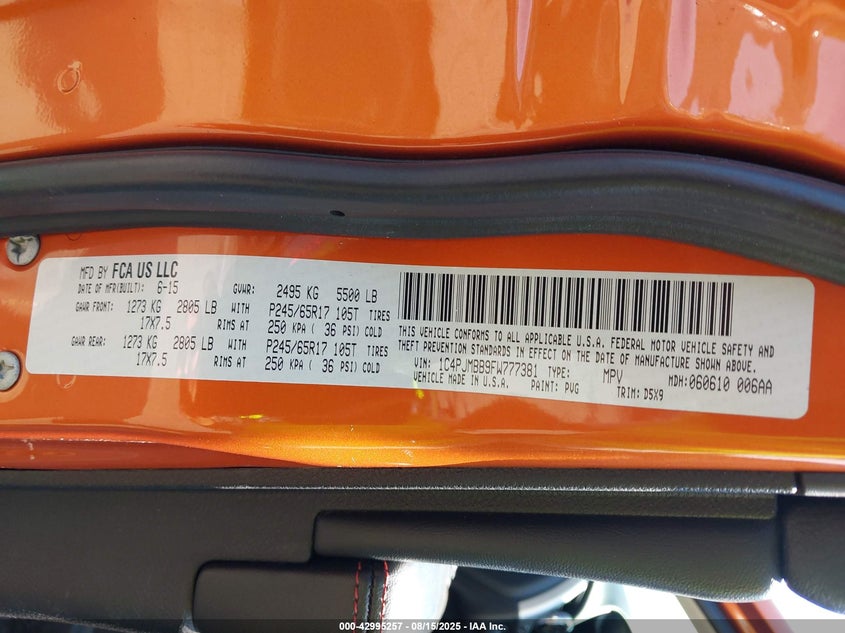 MFD BY FCA US LLC
DATE OF MFR(BUILT): 6-15 GVWR: 2495 KG 5500 LB
GAWR FRONT: 1273 KG 2805 LB WITH P245/65R17 105T TIRES
17X7.5 RIMS AT 250 KPA ( 36 PSI) COLD
GAWR REAR: 1273 KG 2805 LB WITH P245/65R17 105T TIRES
17X7.5 RIMS AT 250 KPA ( 36 PSI) COLD
THIS VEHICLE CONFORMS TO ALL APPLICABLE U.S.A. FEDERAL MOTOR VEHICLE SAFETY AND
THEFT PREVENTION STANDARDS IN EFFECT ON THE DATE OF MANUFACTURE SHOWN ABOVE.
VIN: 1C4PJMBB9FW777381 TYPE: MPV MDH:060610 006AA
VEHICLE MADE IN U.S.A. PAINT: PVG TRIM: D5X9
000-42995257 - 08/15/2025 - IAA Inc.